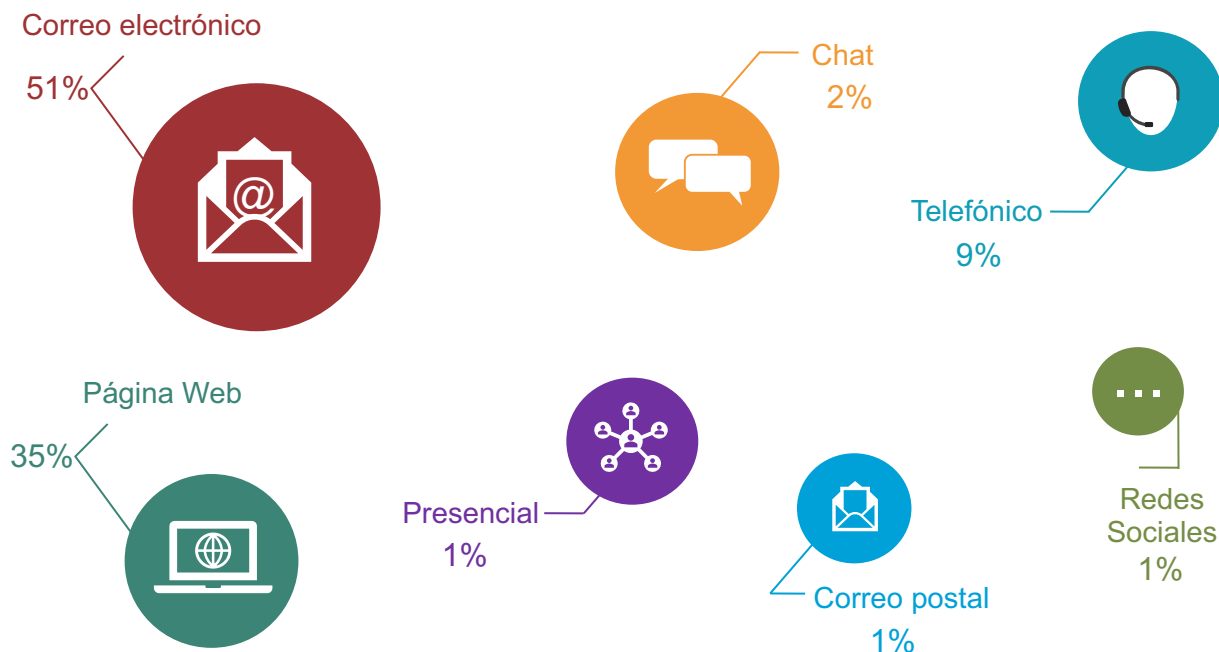 Correo electrónico
51%
@
Chat
2%
Telefónico
9%
Página Web
35%
Presencial
1%
Correo postal
1%
Redes
Sociales
1%